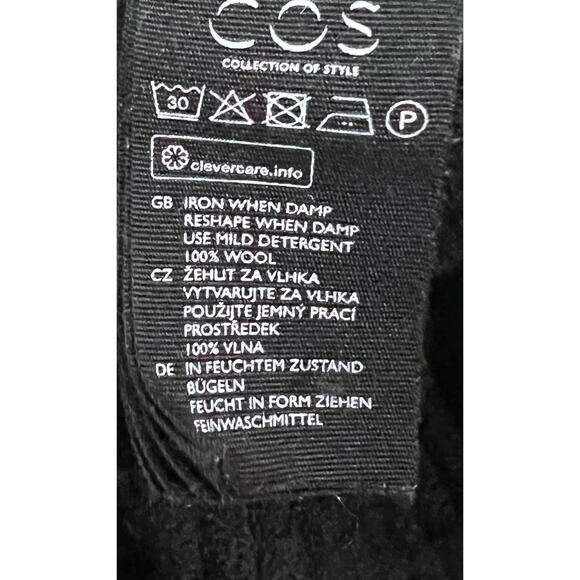 COS
COLLECTION OF STYLE
30 P
clevercare.info
GB IRON WHEN DAMP
RESHAPE WHEN DAMP
USE MILD DETERGENT
100% WOOL
CZ ŽEHLIT ZA VLHKA
VYTVARUJTE ZA VLHKA
POUŽIJTE JEMNÝ PRACÍ
PROSTŘEDEK
100% VLNA
DE IN FEUCHTEM ZUSTAND
BÜGELN
FEUCHT IN FORM ZIEHEN
FEINWASCHMITTEL